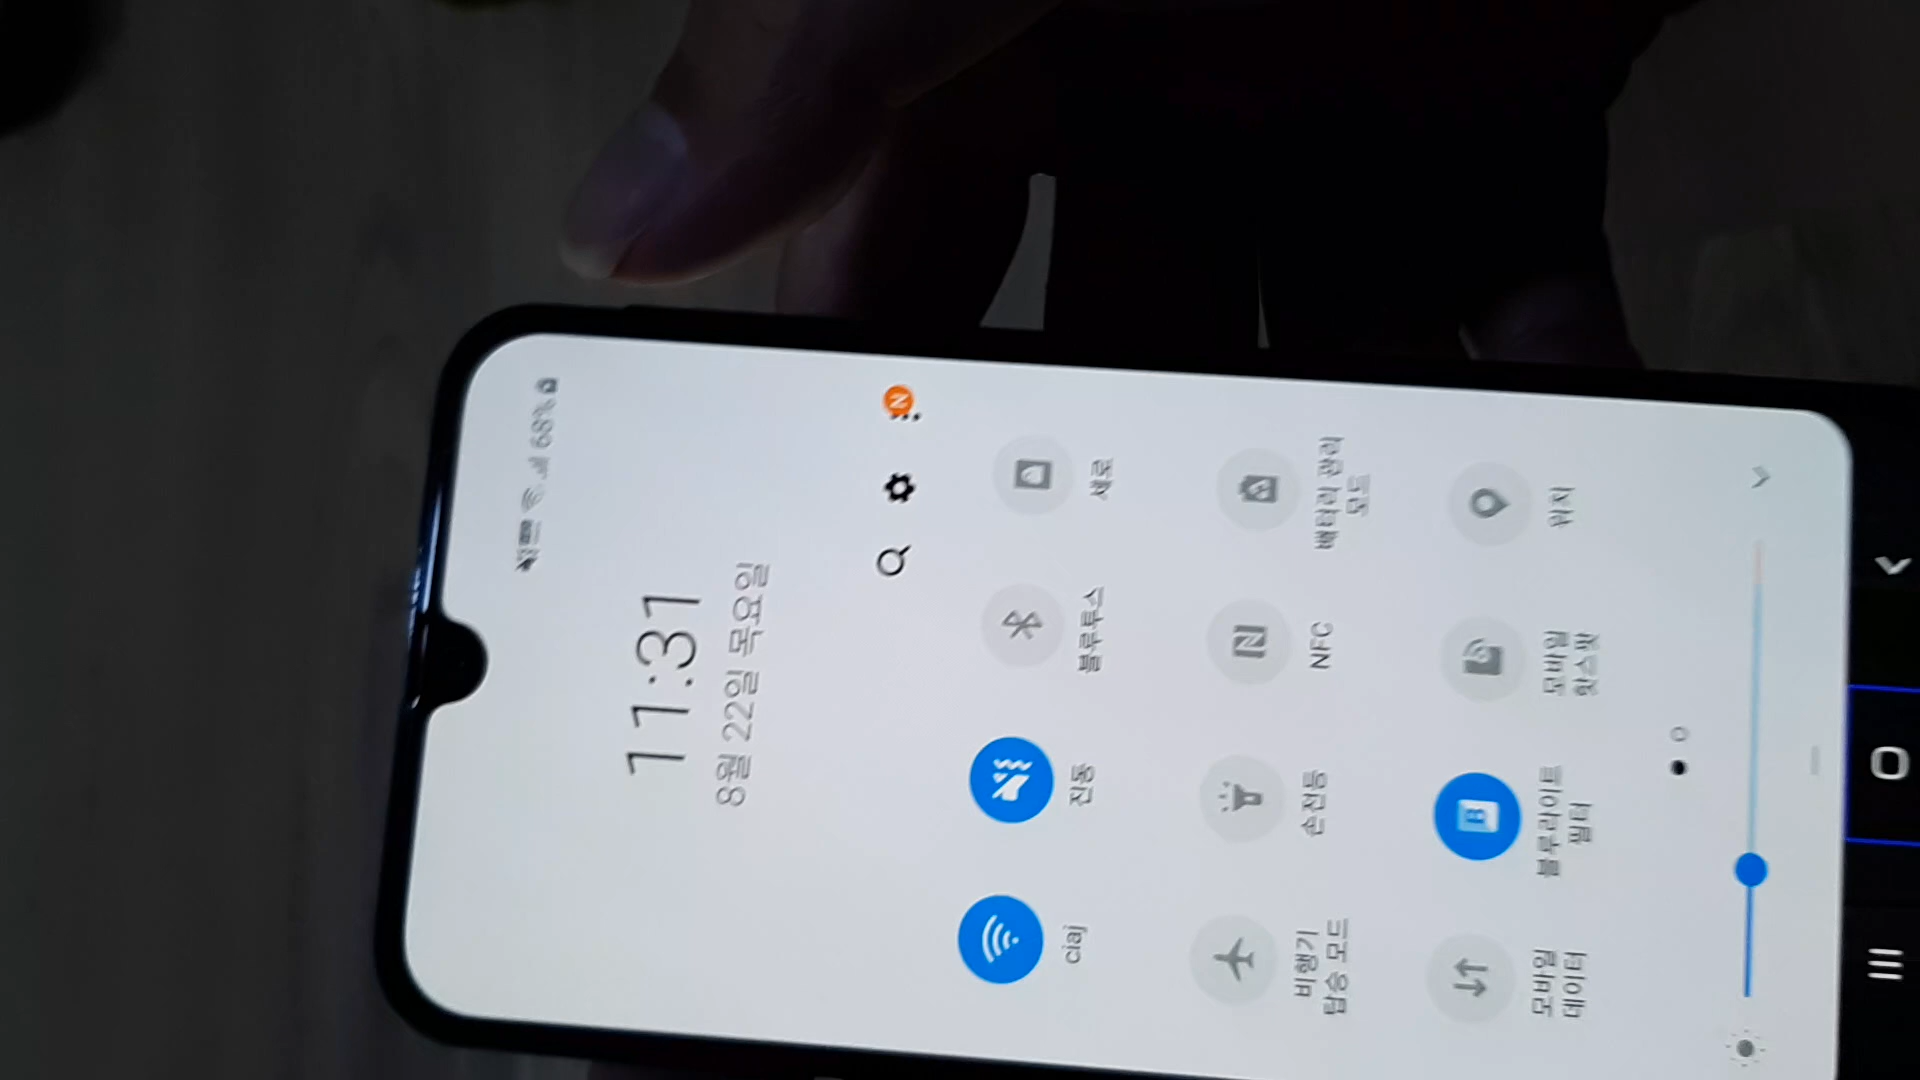 68%
11:31
8월 22일 목요일
N
ciaj
진동
블루투스
세로
비행기
탑승 모드
손전등
NFC
배터리 관리
모드
모바일
데이터
블루라이트
필터
B
모바일
핫스팟
위치